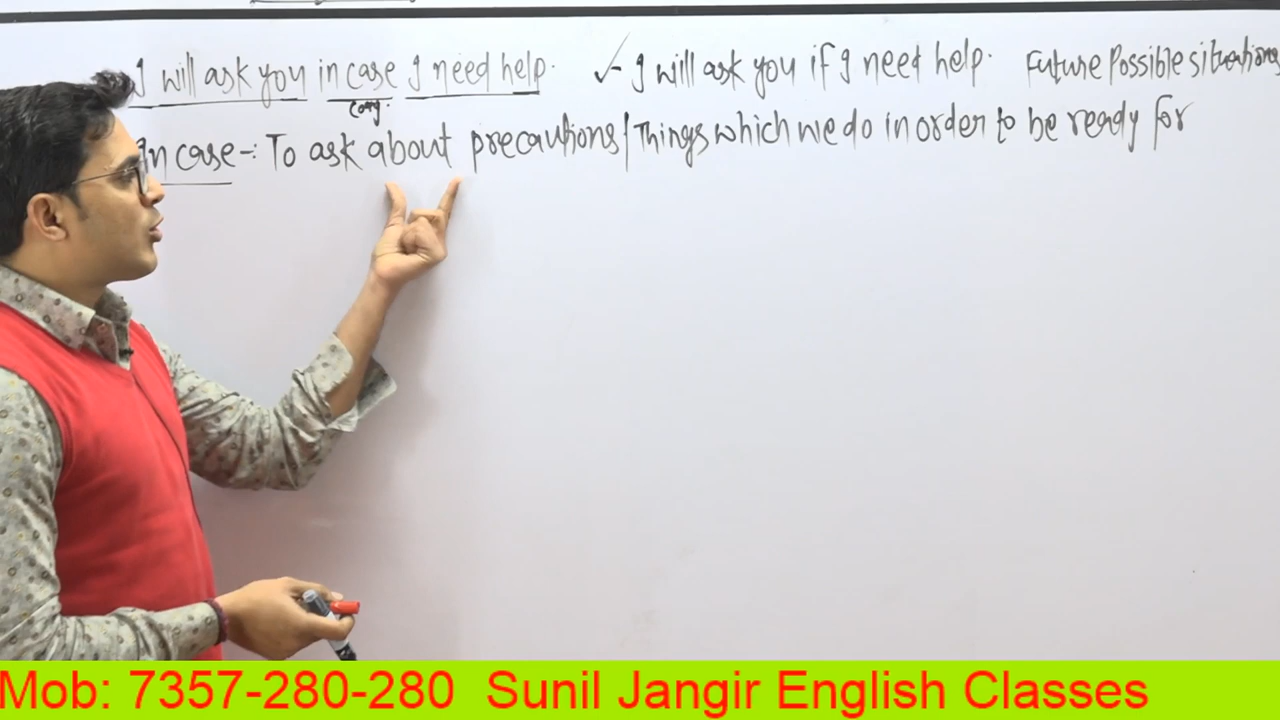 I will ask you in case I need help. ✓- I will ask you if I need help. Future Possible situations
Conj.
In case -: To ask about precautions/Things which we do in order to be ready for
Mob: 7357-280-280 Sunil Jangir English Classes